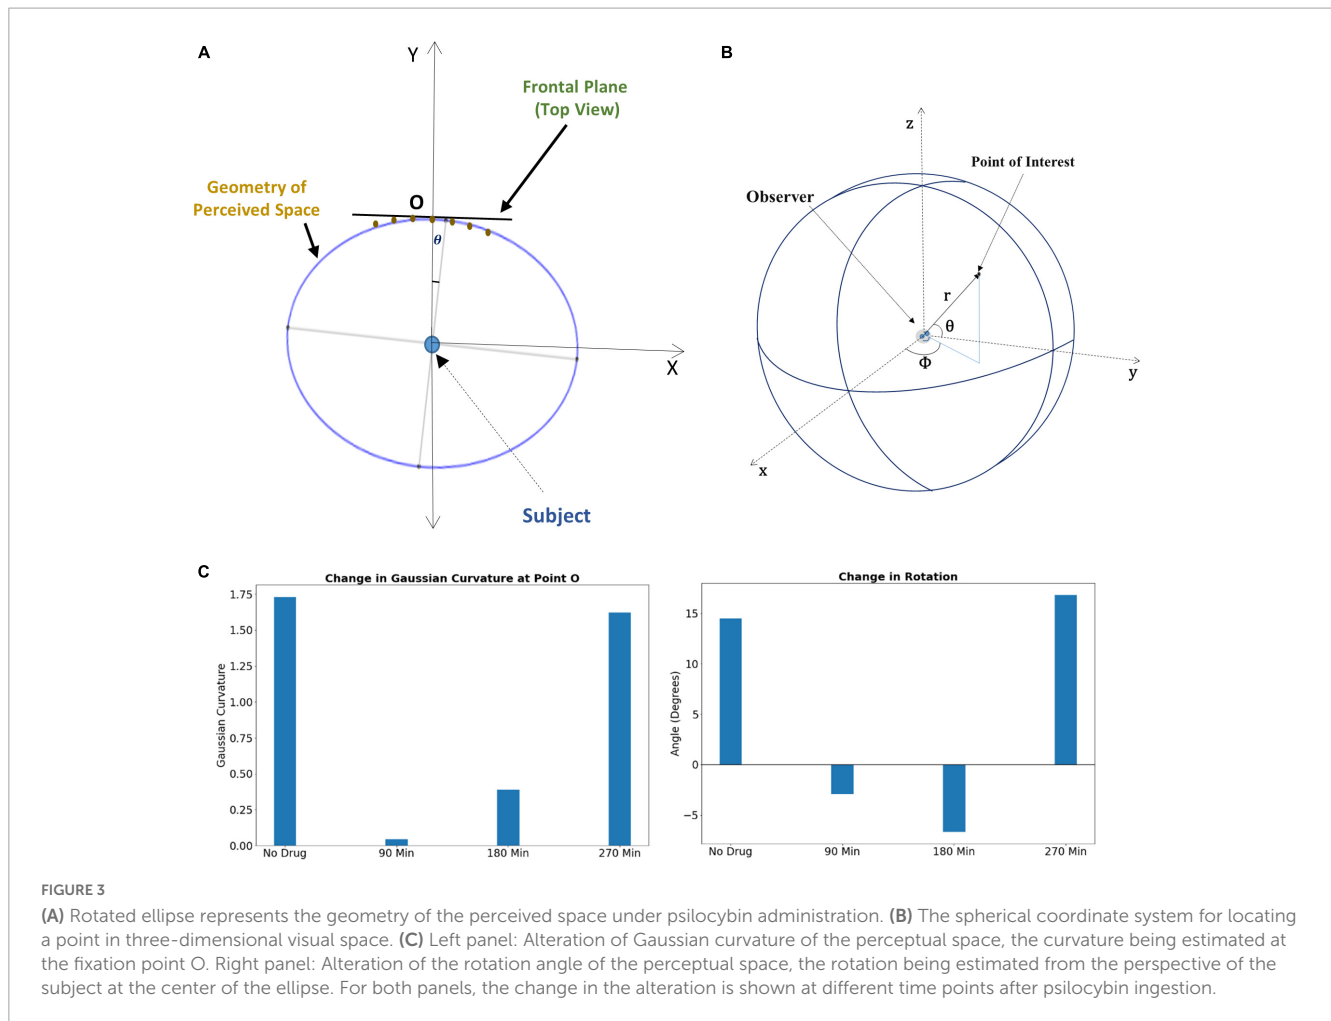 A
Y
Frontal Plane
(Top View)
Geometry of
Perceived Space
O
θ
X
Subject
B
z
Point of Interest
Observer
r
θ
Φ
y
x
C
Change in Gaussian Curvature at Point O
Gaussian Curvature
1.75
1.50
1.25
1.00
0.75
0.50
0.25
0.00
No Drug
90 Min
180 Min
270 Min
Change in Rotation
Angle (Degrees)
15
10
5
0
−5
No Drug
90 Min
180 Min
270 Min
FIGURE 3
(A) Rotated ellipse represents the geometry of the perceived space under psilocybin administration. (B) The spherical coordinate system for locating
a point in three-dimensional visual space. (C) Left panel: Alteration of Gaussian curvature of the perceptual space, the curvature being estimated at
the fixation point O. Right panel: Alteration of the rotation angle of the perceptual space, the rotation being estimated from the perspective of the
subject at the center of the ellipse. For both panels, the change in the alteration is shown at different time points after psilocybin ingestion.